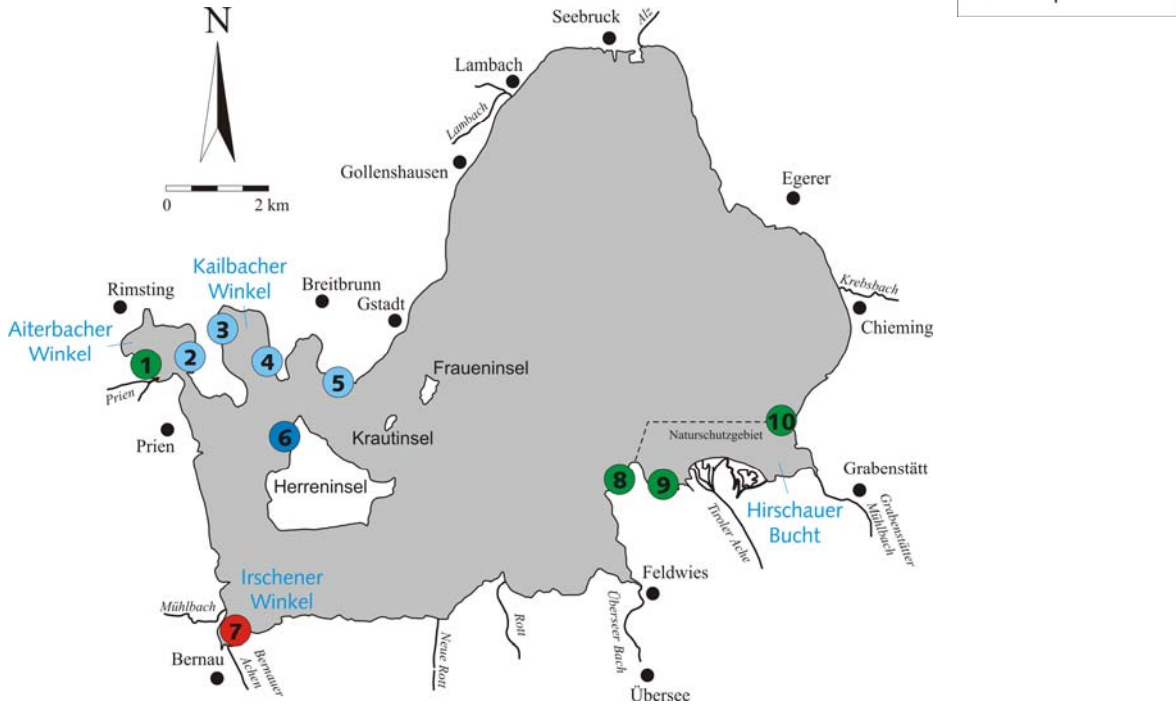 N
0
2 km
Seebruck
Alz
Lambach
Lambach
Gollenshausen
Egerer
Kailbacher
Winkel
Breitbrunn
Gstadt
Rimsting
Aiterbacher
Winkel
Krebsbach
Chieming
1
2
3
4
5
Fraueninsel
Prien
Prien
6
Krautinsel
Herreninsel
10
Naturschutzgebiet
8
9
Grabenstätt
Hirschauer
Bucht
Tiroler Ache
Grabenstätter
Mühlbach
Irschener
Winkel
Mühlbach
7
Bernau
Bernauer
Achen
Neue Rott
Rott
Feldwies
Überseer Bach
Übersee